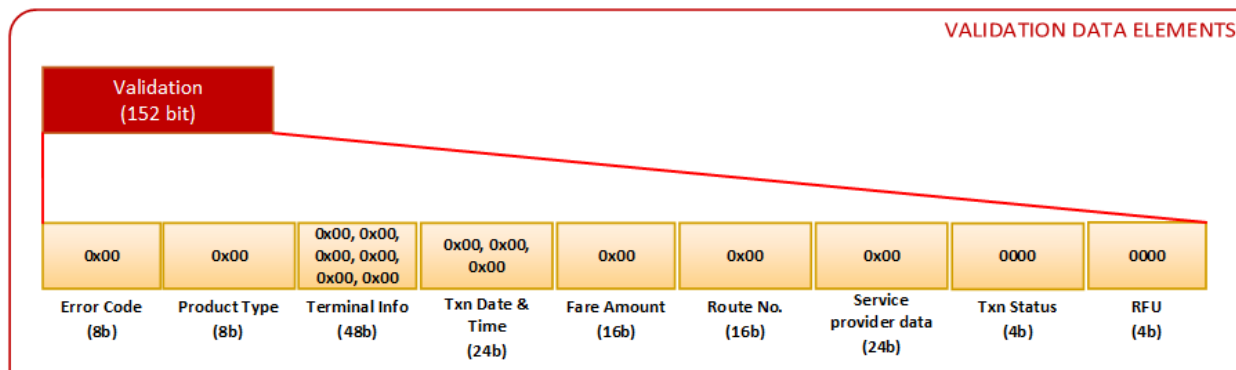 VALIDATION DATA ELEMENTS
Validation
(152 bit)
0x00
0x00
0x00, 0x00,
0x00, 0x00,
0x00, 0x00
0x00, 0x00,
0x00
0x00
0x00
0x00
0000
0000
Error Code
(8b)
Product Type
(8b)
Terminal Info
(48b)
Txn Date &
Time
(24b)
Fare Amount
(16b)
Route No.
(16b)
Service
provider data
(24b)
Txn Status
(4b)
RFU
(4b)